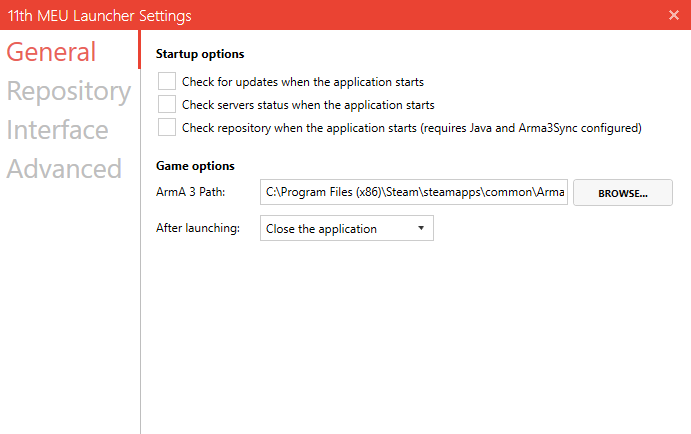 11th MEU Launcher Settings
General
Repository
Interface
Advanced
Startup options
Check for updates when the application starts
Check servers status when the application starts
Check repository when the application starts (requires Java and Arma3Sync configured)
Game options
ArmA 3 Path: C:\Program Files (x86)\Steam\steamapps\common\Arma BROWSE...
After launching: Close the application